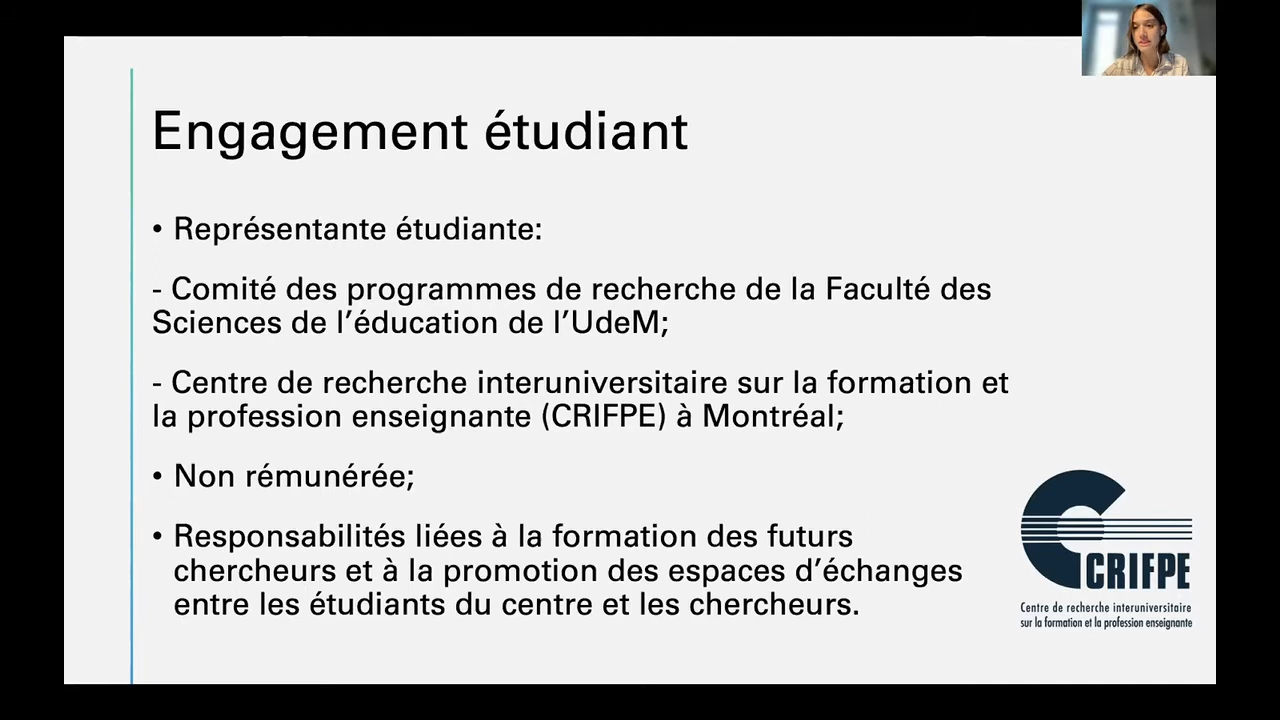 Engagement étudiant
• Représentante étudiante:
- Comité des programmes de recherche de la Faculté des
Sciences de l’éducation de l’UdeM;
- Centre de recherche interuniversitaire sur la formation et
la profession enseignante (CRIFPE) à Montréal;
• Non rémunérée;
• Responsabilités liées à la formation des futurs
chercheurs et à la promotion des espaces d’échanges
entre les étudiants du centre et les chercheurs.
CRIFPE
Centre de recherche interuniversitaire
sur la formation et la profession enseignante